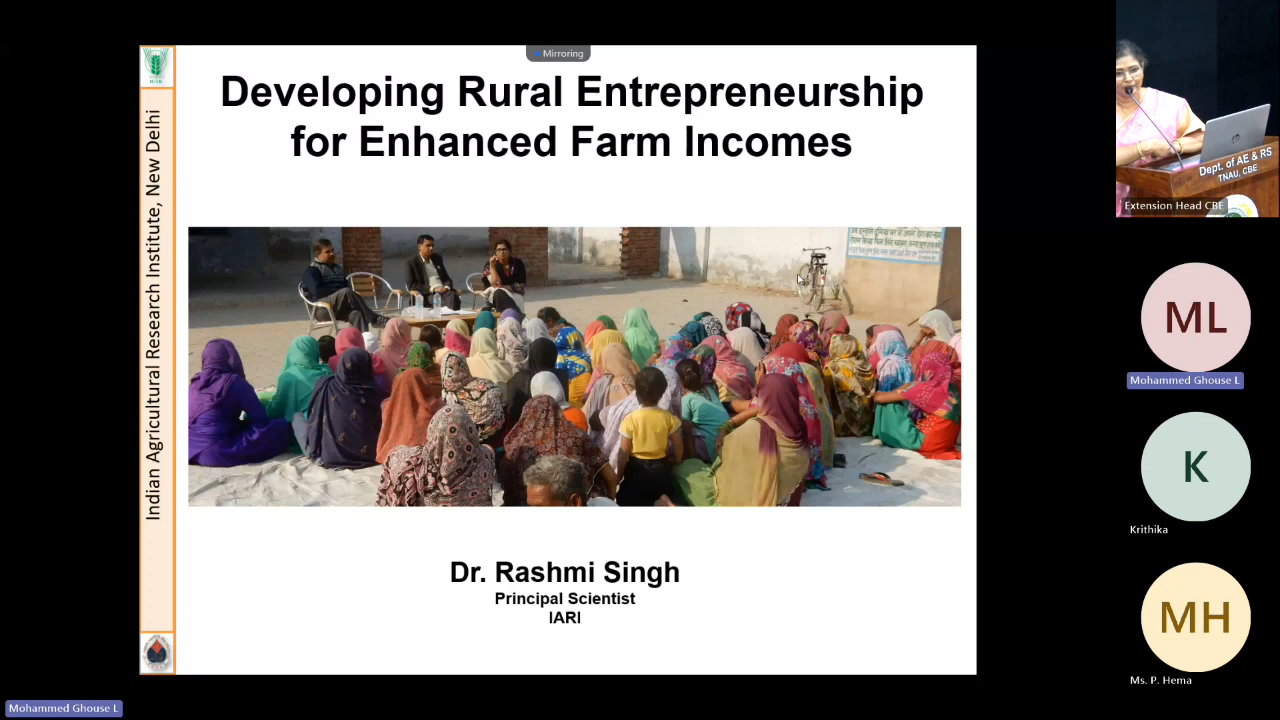 Mirroring
Developing Rural Entrepreneurship
for Enhanced Farm Incomes
Indian Agricultural Research Institute, New Delhi
Dr. Rashmi Singh
Principal Scientist
IARI
Dept. of AE & RS
TNAU, CBE
Extension Head CBE
ML
Mohammed Ghouse L
K
Krithika
MH
Ms. P. Hema
Mohammed Ghouse L